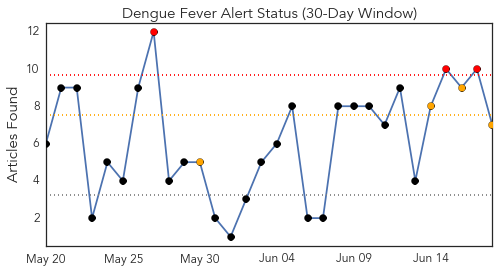 Dengue Fever Alert Status (30-Day Window)
Articles Found
12
10
8
6
4
2
May 20
May 25
May 30
Jun 04
Jun 09
Jun 14